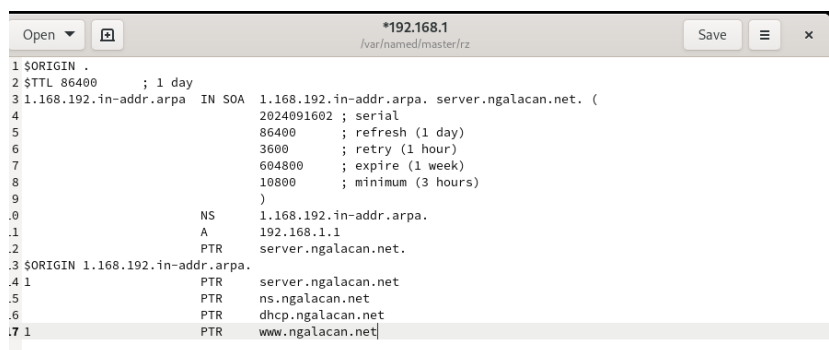 Open
*192.168.1
/var/named/master/rz
Save
1 $ORIGIN .
2 $TTL 86400 ; 1 day
3 1.168.192.in-addr.arpa IN SOA 1.168.192.in-addr.arpa. server.ngalacan.net. (
4 2024091602 ; serial
5 86400 ; refresh (1 day)
6 3600 ; retry (1 hour)
7 604800 ; expire (1 week)
8 10800 ; minimum (3 hours)
9 )
.0 NS 1.168.192.in-addr.arpa.
.1 A 192.168.1.1
.2 PTR server.ngalacan.net.
.3 $ORIGIN 1.168.192.in-addr.arpa.
.4 1 PTR server.ngalacan.net
.5 PTR ns.ngalacan.net
.6 PTR dhcp.ngalacan.net
17 1 PTR www.ngalacan.net